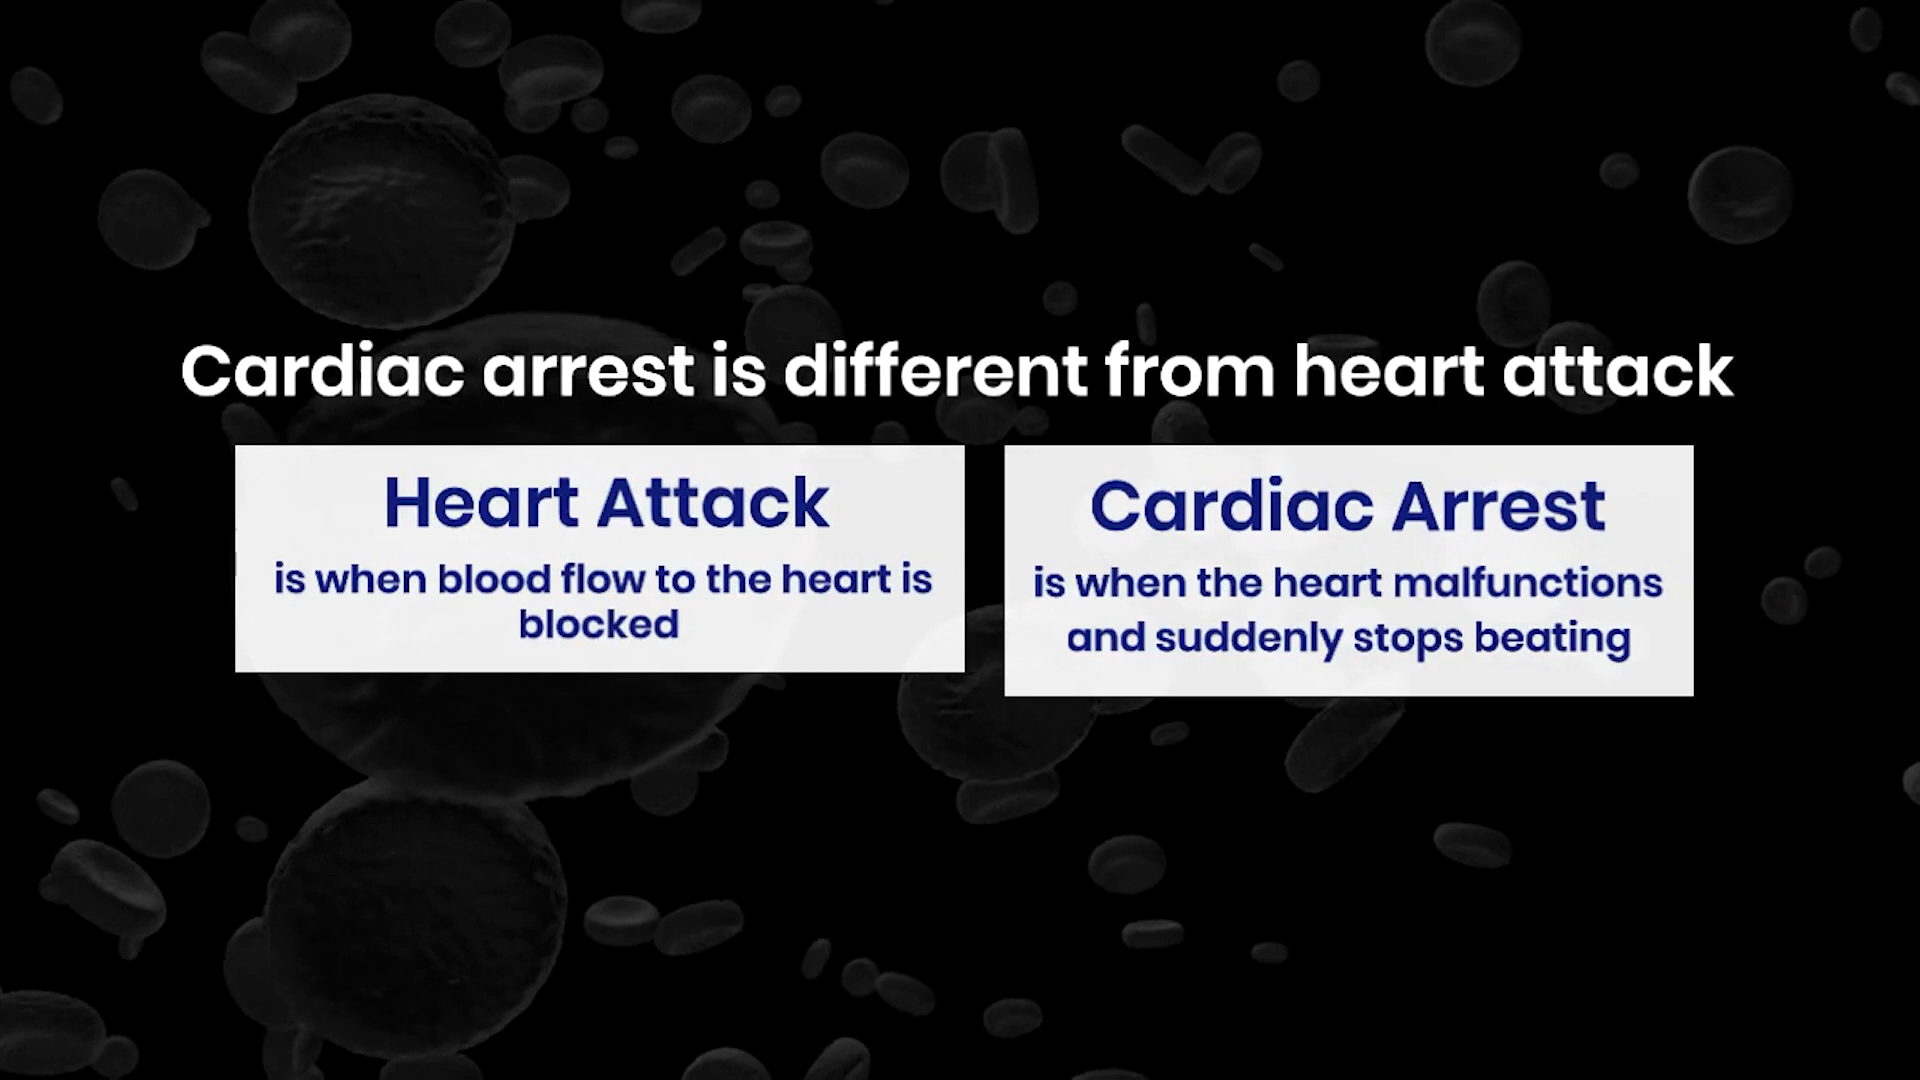 Cardiac arrest is different from heart attack
Heart Attack
is when blood flow to the heart is
blocked
Cardiac Arrest
is when the heart malfunctions
and suddenly stops beating